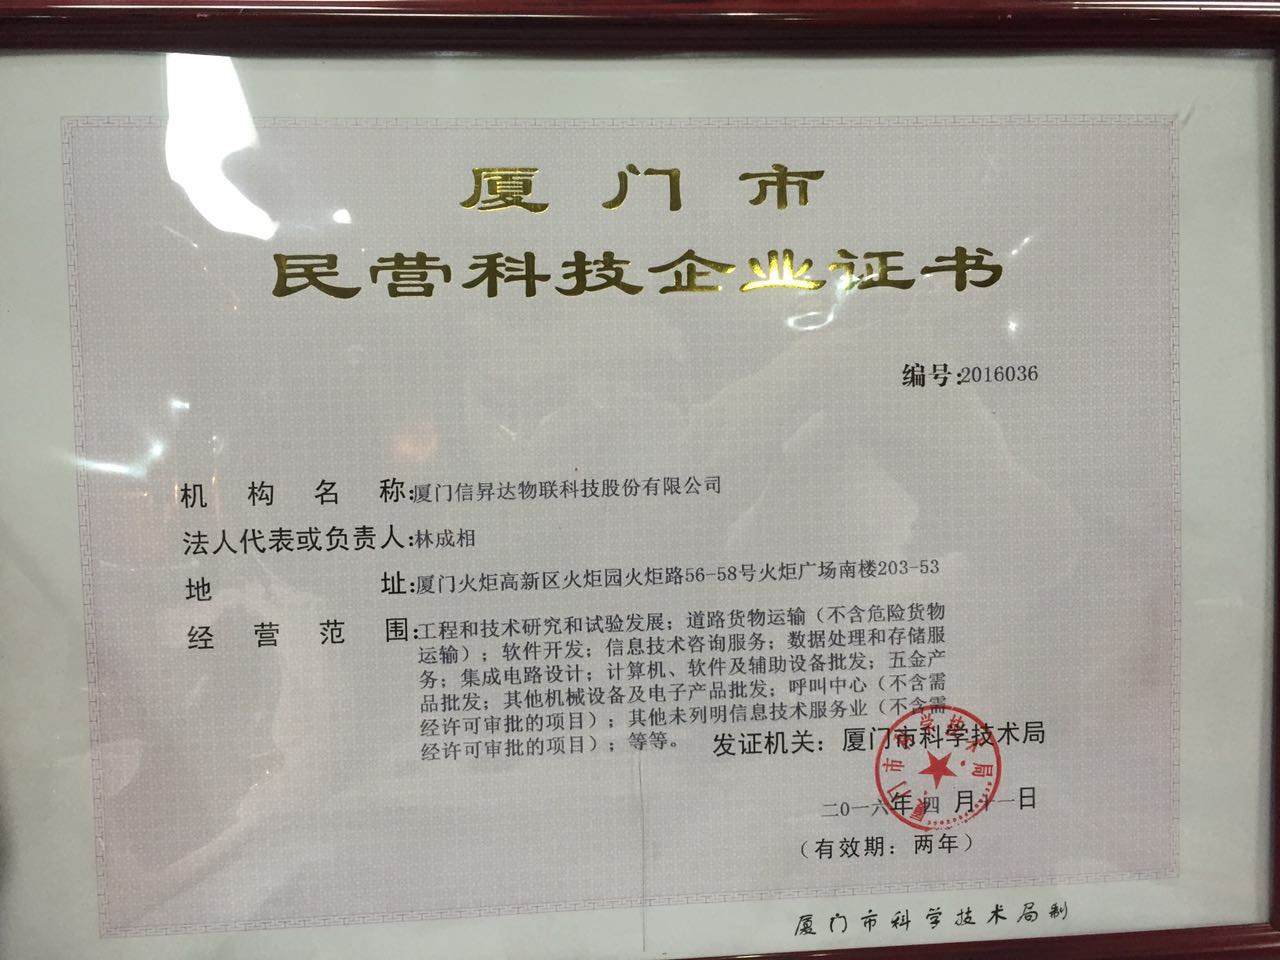 厦门市
民营科技企业证书
编号:2016036
机构名称:厦门信昇达物联科技股份有限公司
法人代表或负责人:林成相
地址:厦门火炬高新区火炬园火炬路56-58号火炬广场南楼203-53
经营范围:工程和技术研究和试验发展；道路货物运输（不含危险货物
运输）；软件开发；信息技术咨询服务；数据处理和存储服
务；集成电路设计；计算机、软件及辅助设备批发；五金产
品批发；其他机械设备及电子产品批发；呼叫中心（不含需
经许可审批的项目）；其他未列明信息技术服务业（不含需
经许可审批的项目）；等等。
发证机关：厦门市科学技术局
厦门市科学技术局
二0一六年四月十一日
（有效期：两年）
厦门市科学技术局制